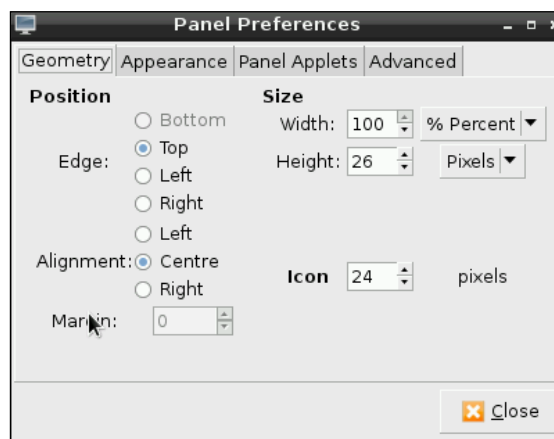 Panel Preferences
Geometry Appearance Panel Applets Advanced
Position Size
Bottom Width: 100 % Percent
Edge: Top Height: 26 Pixels
Left
Right
Left
Alignment: Centre Icon 24 pixels
Right
Margin: 0
Close